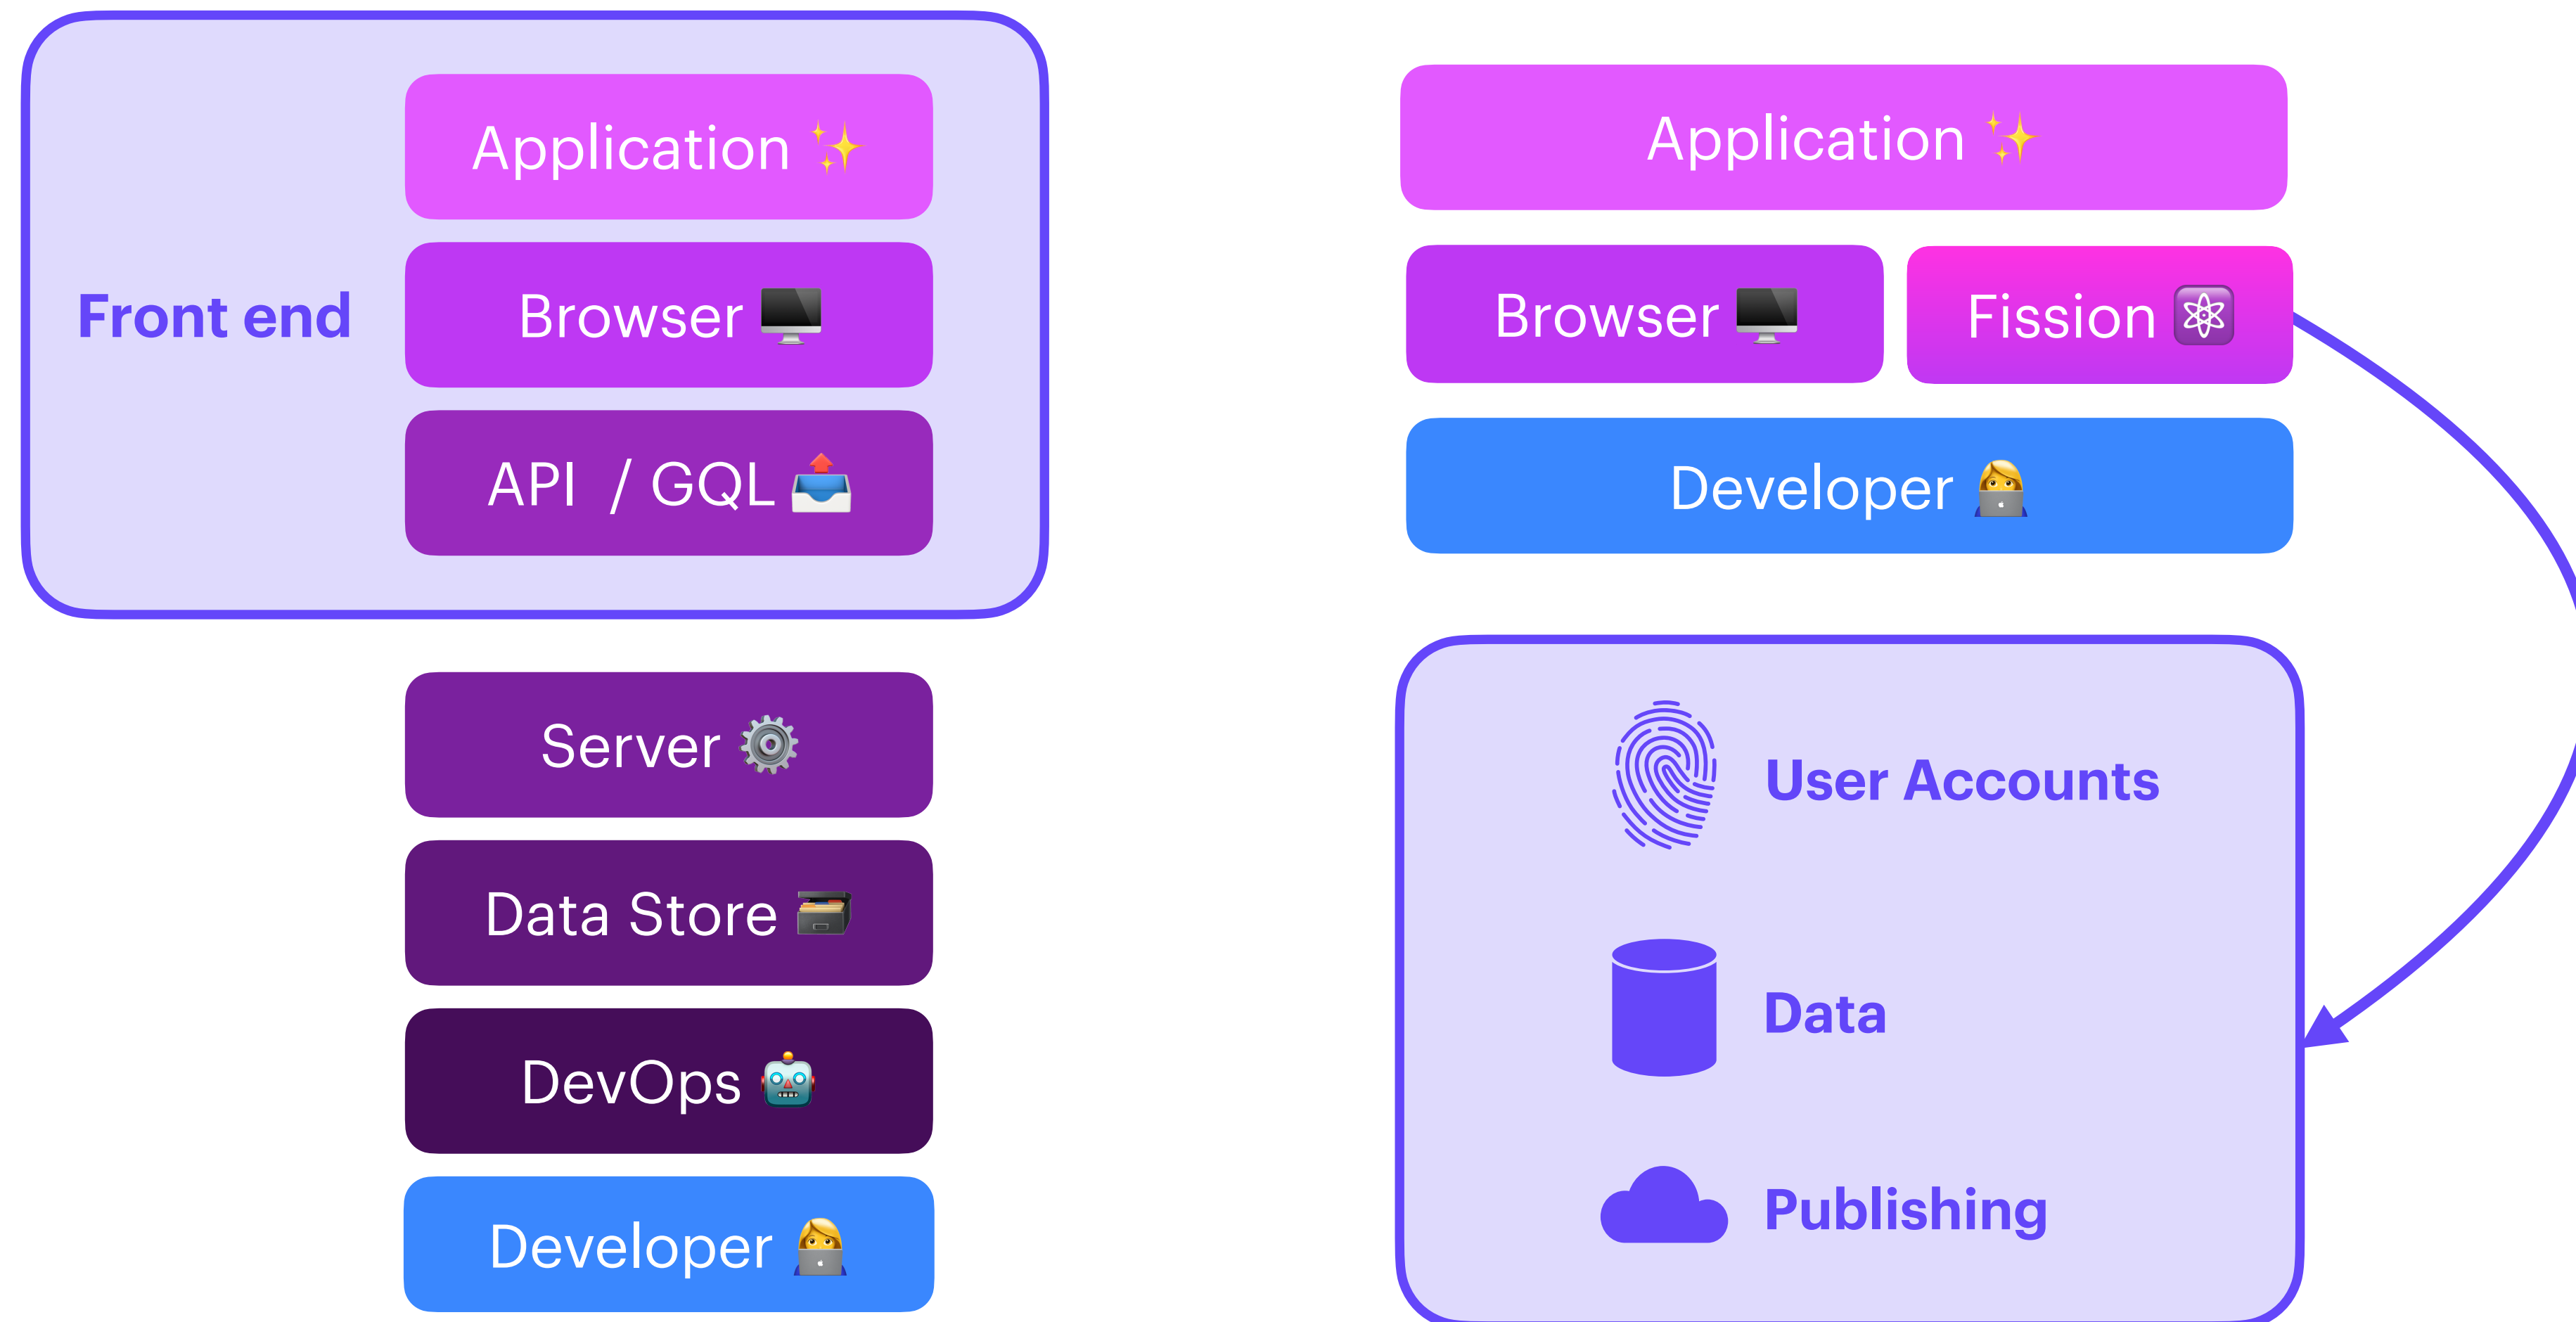 Front end
Application ✨
Browser 🖥️
API / GQL 📤
Server ⚙️
Data Store 🗃️
DevOps 🤖
Developer 👩‍💻
Application ✨
Browser 🖥️
Fission ⚛️
Developer 👩‍💻
User Accounts
Data
Publishing